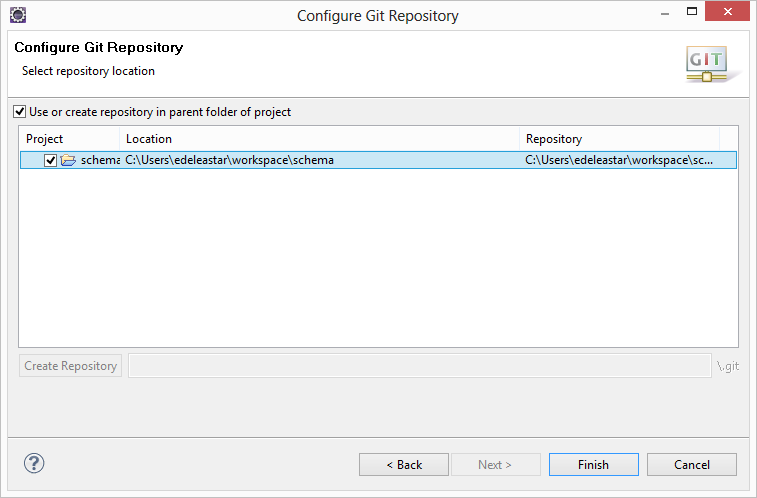 Configure Git Repository
Configure Git Repository
Select repository location
GIT
Use or create repository in parent folder of project
Project Location Repository
schema C:\Users\edeleastar\workspace\schema C:\Users\edeleastar\workspace\sc...
Create Repository \.git
? < Back Next > Finish Cancel